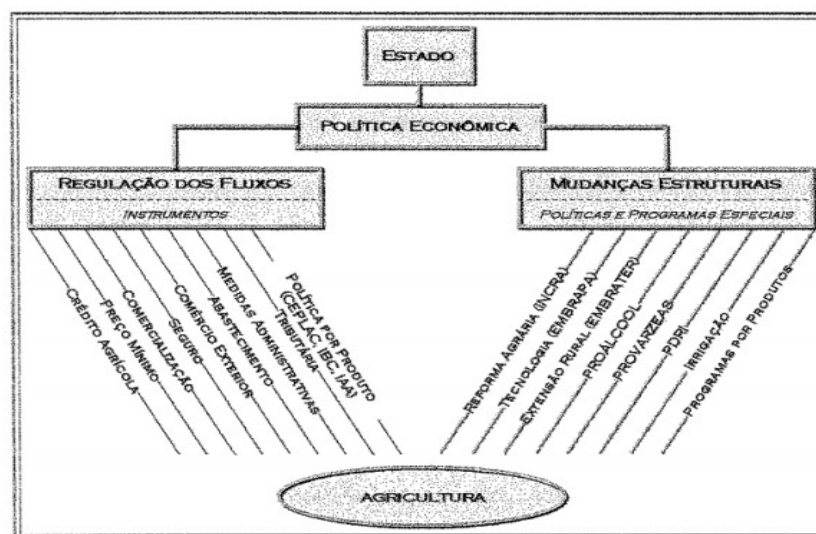 ESTADO
POLÍTICA ECONÔMICA
REGULAÇÃO DOS FLUXOS
INSTRUMENTOS
MUDANÇAS ESTRUTURAIS
POLÍTICAS E PROGRAMAS ESPECIAIS
CRÉDITO AGRÍCOLA
PREÇO MÍNIMO
COMERCIALIZAÇÃO
SEGURO
COMÉRCIO EXTERIOR
ABASTECIMENTO
MEDIDAS ADMINISTRATIVAS
TRIBUTÁRIA
POLÍTICA POR PRODUTO
(CEPLAC, IBC, IAA)
REFORMA AGRÁRIA (INCRA)
TECNOLOGIA (EMBRAPA)
EXTENSÃO RURAL (EMBRATER)
PROÁLCOOL
PROVARZEAS
PDRI
IRRIGAÇÃO
PROGRAMAS POR PRODUTOS
AGRICULTURA